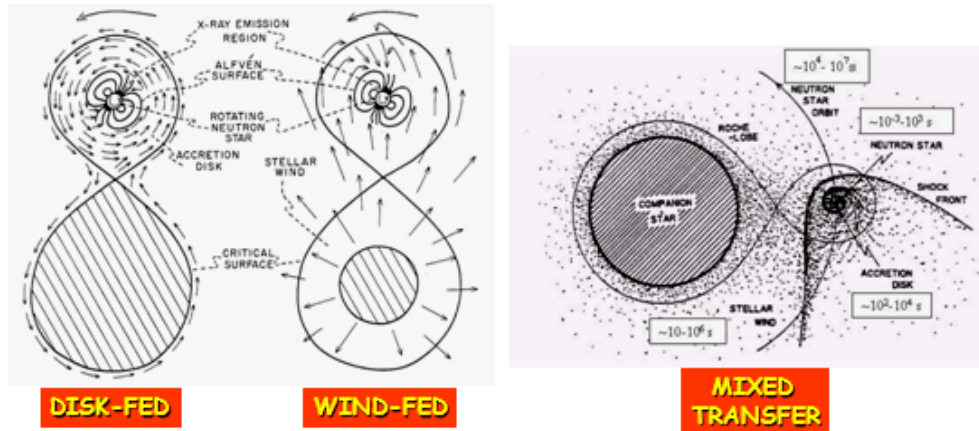 X-RAY EMISSION
REGION
ALFVEN
SURFACE
ROTATING
NEUTRON
STAR
ACCRETION
DISK
STELLAR
WIND
CRITICAL
SURFACE
DISK-FED
WIND-FED
~10⁴- 10⁷s
NEUTRON
STAR
ORBIT
~10⁻³-10³ s
NEUTRON STAR
ROCHE
-LOBE
SHOCK
FRONT
COMPANION
STAR
ACCRETION
DISK
~10²-10⁴ s
STELLAR
WIND
~10-10⁶ s
MIXED
TRANSFER